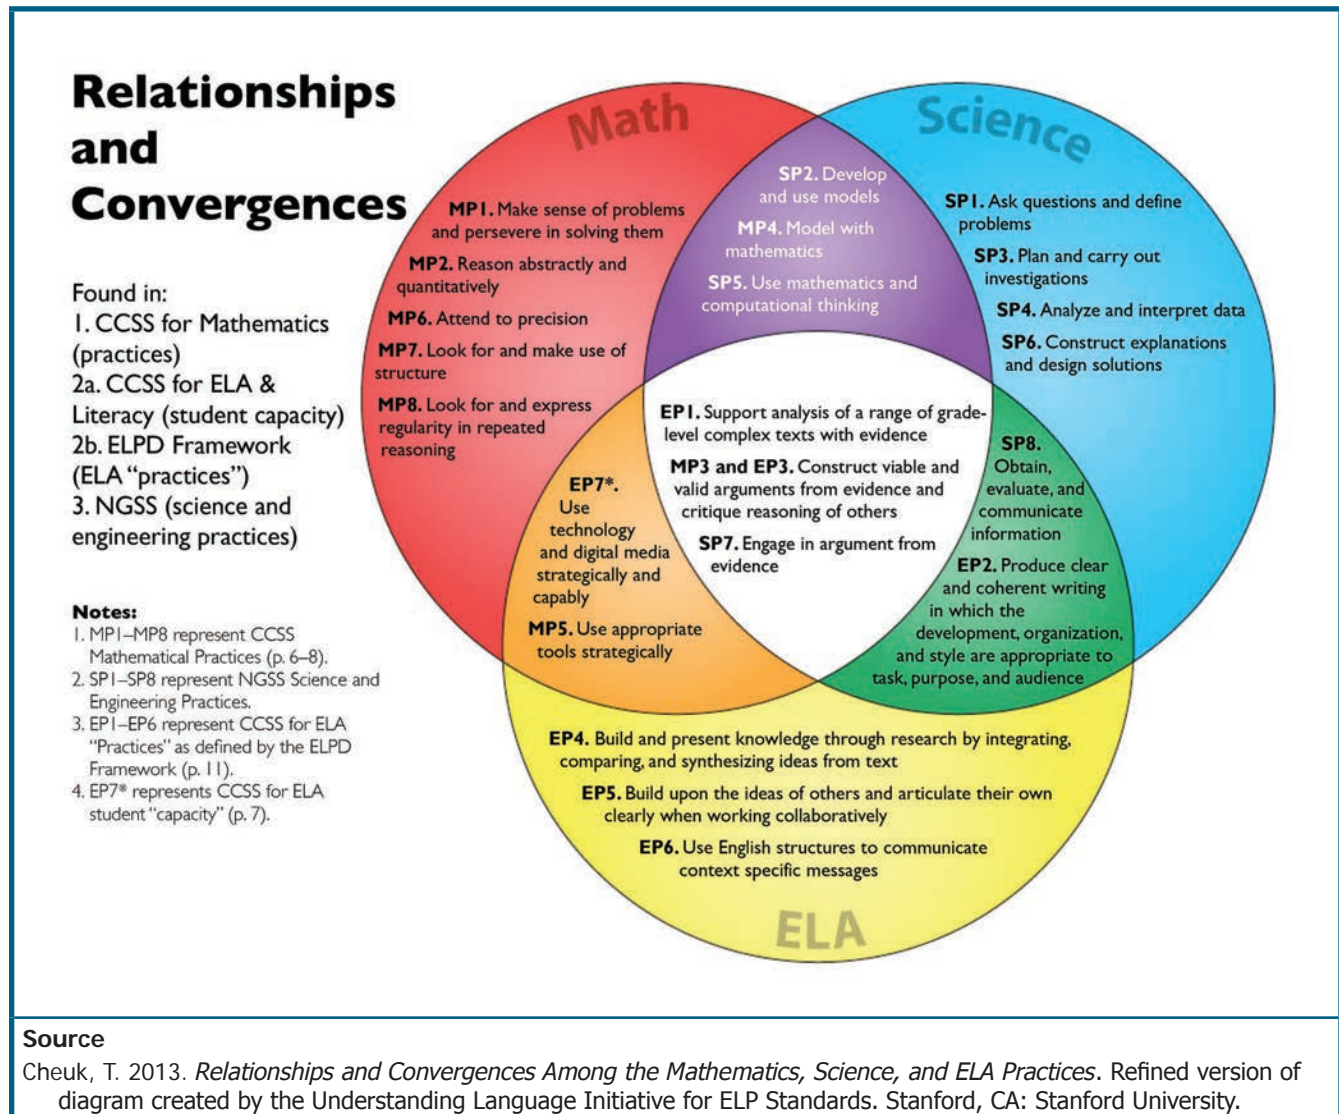 Relationships
and
Convergences
Found in:
1. CCSS for Mathematics
(practices)
2a. CCSS for ELA &
Literacy (student capacity)
2b. ELPD Framework
(ELA “practices”)
3. NGSS (science and
engineering practices)
Notes:
1. MP1–MP8 represent CCSS
Mathematical Practices (p. 6–8).
2. SP1–SP8 represent NGSS Science and
Engineering Practices.
3. EP1–EP6 represent CCSS for ELA
“Practices” as defined by the ELPD
Framework (p. 11).
4. EP7* represents CCSS for ELA
student “capacity” (p. 7).
Math
MP1. Make sense of problems
and persevere in solving them
MP2. Reason abstractly and
quantitatively
MP6. Attend to precision
MP7. Look for and make use of
structure
MP8. Look for and express
regularity in repeated
reasoning
SP2. Develop
and use models
MP4. Model with
mathematics
SP5. Use mathematics and
computational thinking
Science
SP1. Ask questions and define
problems
SP3. Plan and carry out
investigations
SP4. Analyze and interpret data
SP6. Construct explanations
and design solutions
EP1. Support analysis of a range of grade-
level complex texts with evidence
MP3 and EP3. Construct viable and
valid arguments from evidence and
critique reasoning of others
SP7. Engage in argument from
evidence
EP7*.
Use
technology
and digital media
strategically and
capably
MP5. Use appropriate
tools strategically
SP8.
Obtain,
evaluate, and
communicate
information
EP2. Produce clear
and coherent writing
in which the
development, organization,
and style are appropriate to
task, purpose, and audience
EP4. Build and present knowledge through research by integrating,
comparing, and synthesizing ideas from text
EP5. Build upon the ideas of others and articulate their own
clearly when working collaboratively
EP6. Use English structures to communicate
context specific messages
ELA
Source
Cheuk, T. 2013. Relationships and Convergences Among the Mathematics, Science, and ELA Practices. Refined version of
diagram created by the Understanding Language Initiative for ELP Standards. Stanford, CA: Stanford University.